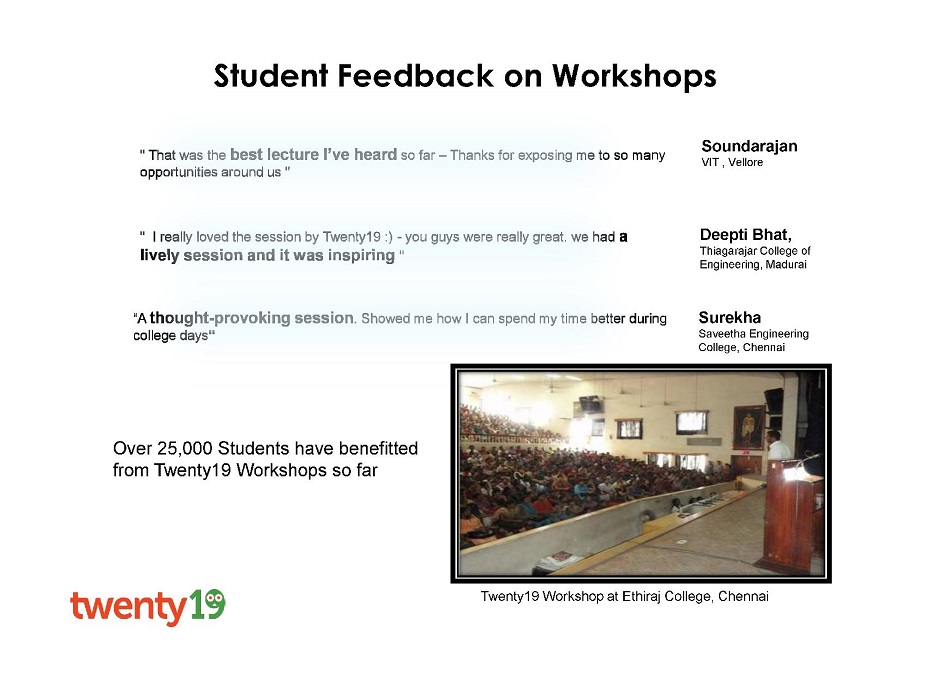 Student Feedback on Workshops
" That was the best lecture I've heard so far – Thanks for exposing me to so many
opportunities around us "
Soundarajan
VIT , Vellore
" I really loved the session by Twenty19 :) - you guys were really great. we had a
lively session and it was inspiring "
Deepti Bhat,
Thiagarajar College of
Engineering, Madurai
“A thought-provoking session. Showed me how I can spend my time better during
college days“
Surekha
Saveetha Engineering
College, Chennai
Over 25,000 Students have benefitted
from Twenty19 Workshops so far
Twenty19 Workshop at Ethiraj College, Chennai
twenty19